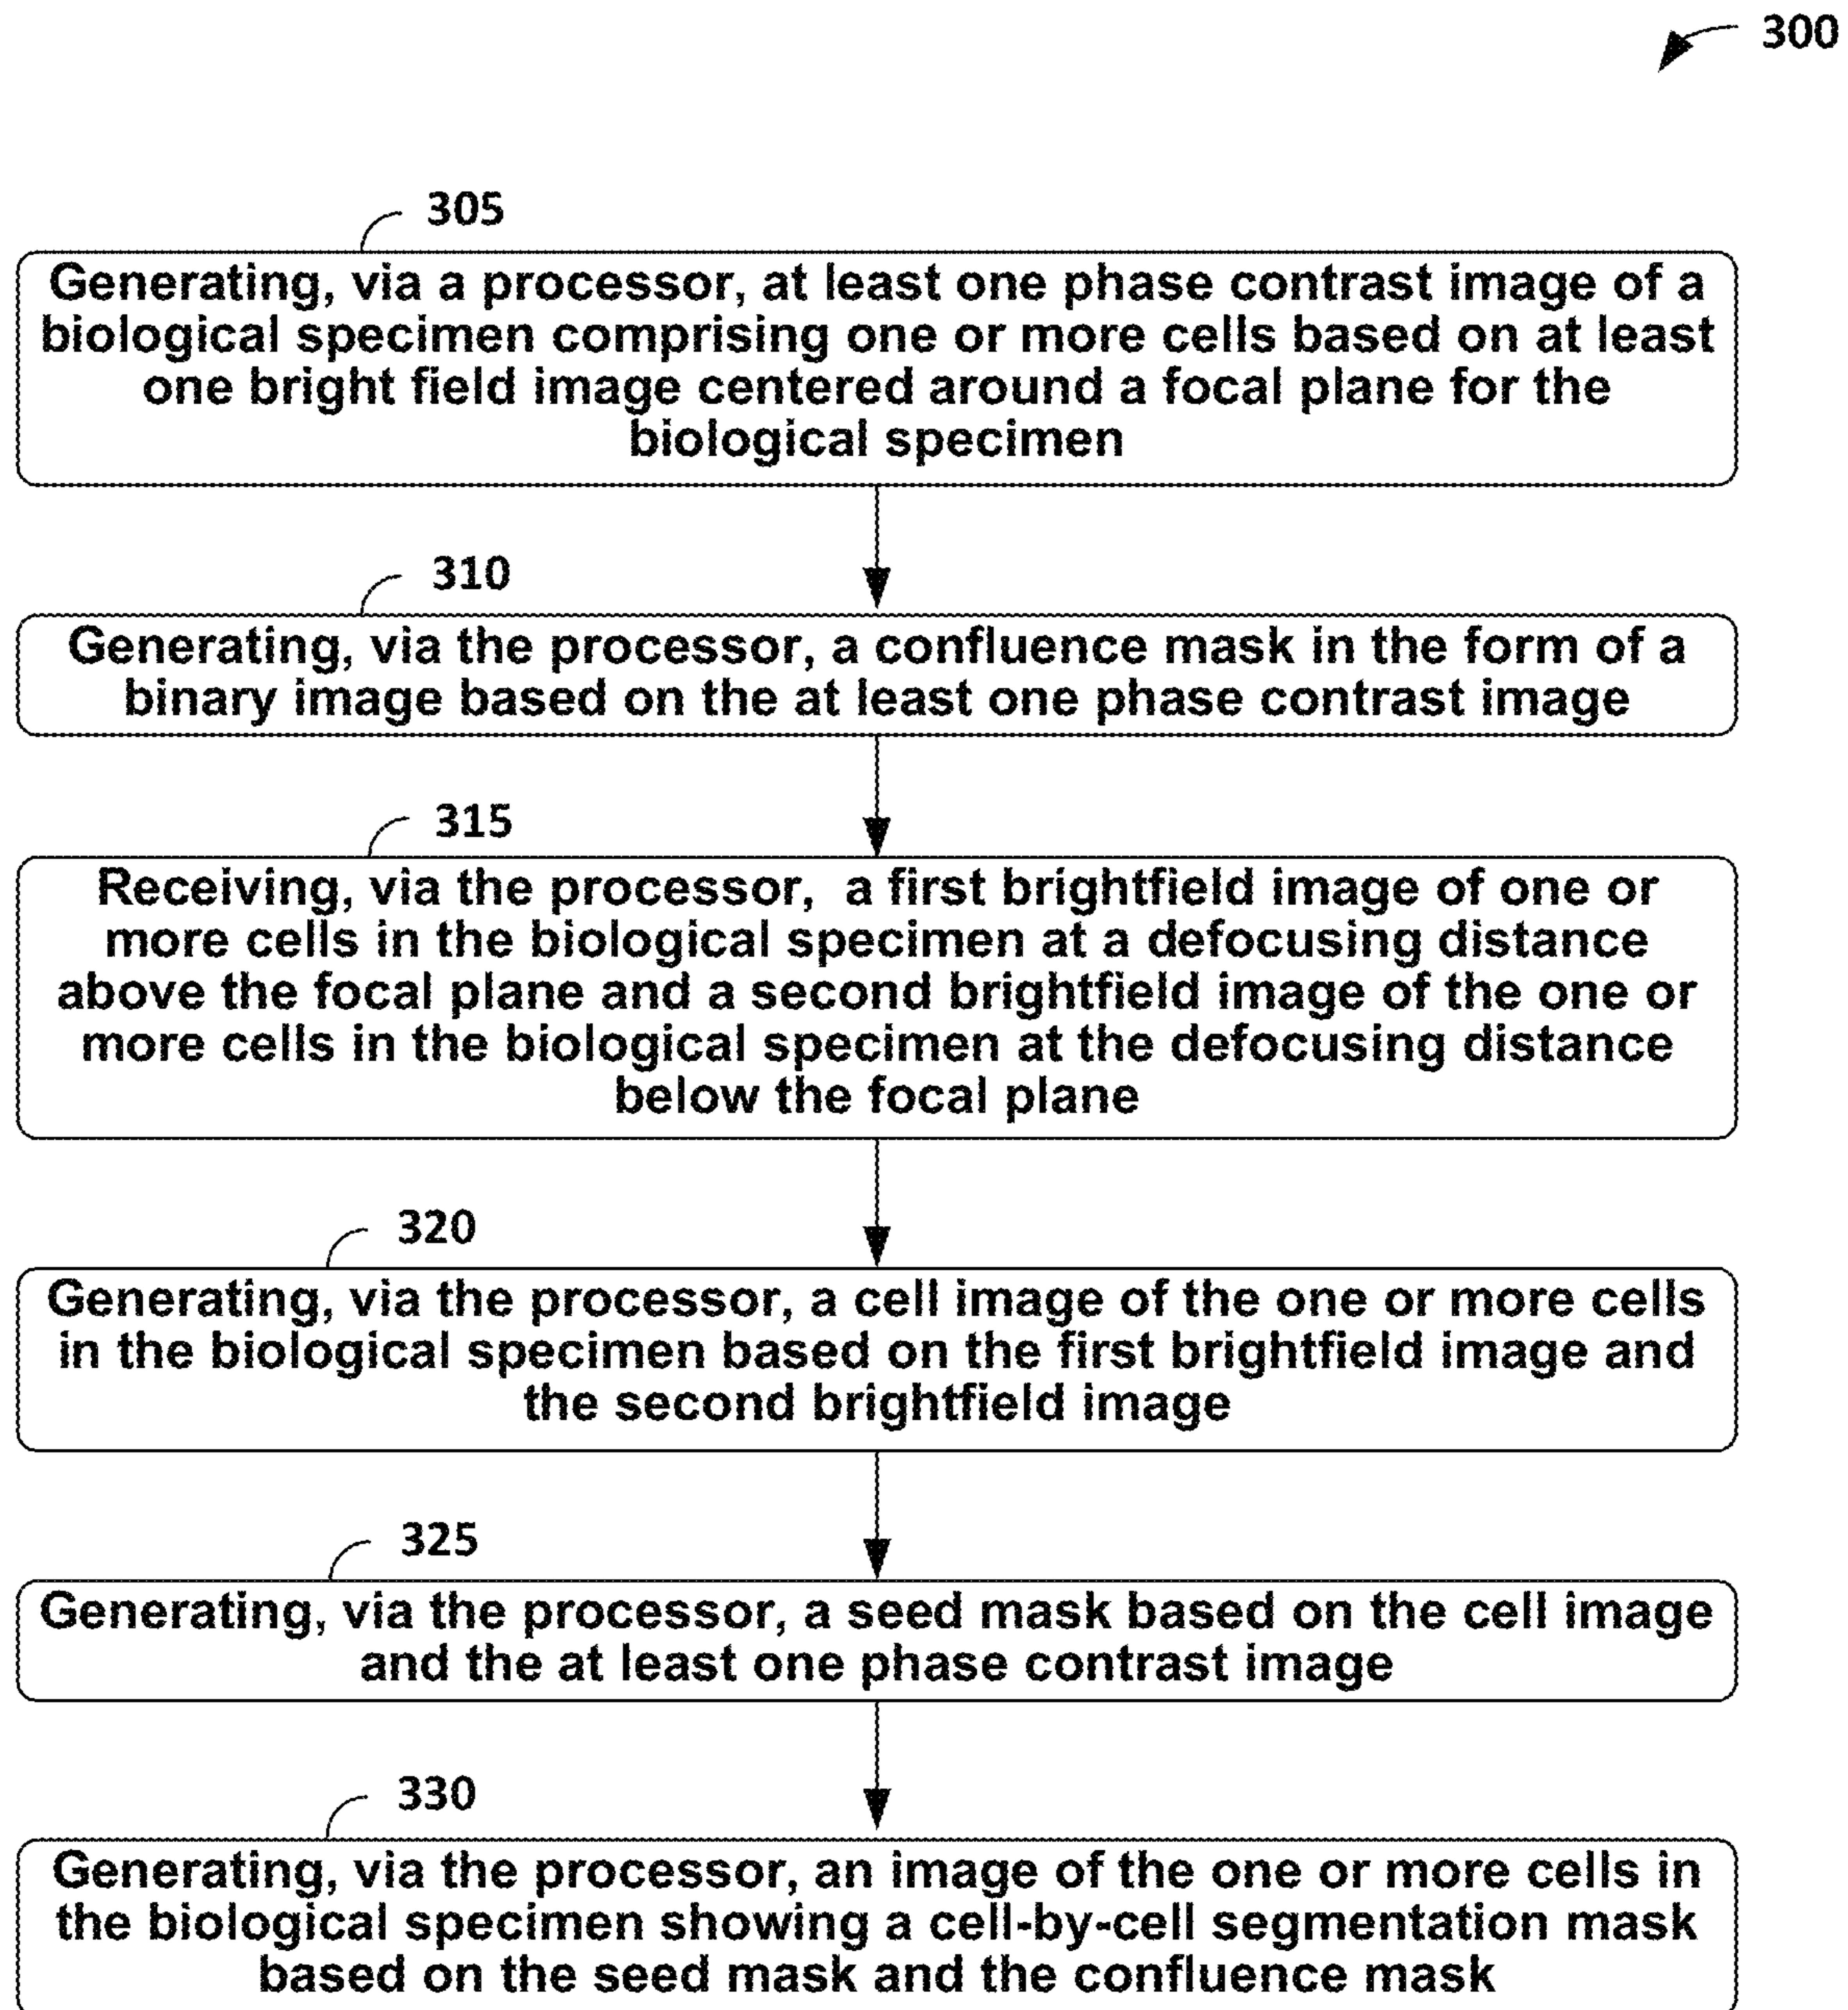 300
305
Generating, via a processor, at least one phase contrast image of a
biological specimen comprising one or more cells based on at least
one bright field image centered around a focal plane for the
biological specimen
310
Generating, via the processor, a confluence mask in the form of a
binary image based on the at least one phase contrast image
315
Receiving, via the processor, a first brightfield image of one or
more cells in the biological specimen at a defocusing distance
above the focal plane and a second brightfield image of the one or
more cells in the biological specimen at the defocusing distance
below the focal plane
320
Generating, via the processor, a cell image of the one or more cells
in the biological specimen based on the first brightfield image and
the second brightfield image
325
Generating, via the processor, a seed mask based on the cell image
and the at least one phase contrast image
330
Generating, via the processor, an image of the one or more cells in
the biological specimen showing a cell-by-cell segmentation mask
based on the seed mask and the confluence mask